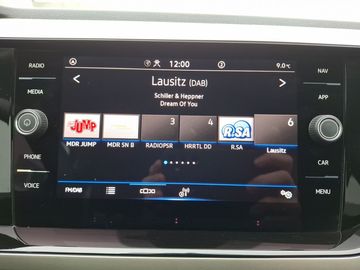 RADIO
MEDIA
PHONE
VOICE
12:00
9.0°C
Lausitz (DAB)
Schiller & Heppner
Dream Of You
JUMP
3
4
R.SA
6
MDR JUMP
MDR SN B
RADIOPSR
HRRTL DD
R.SA
Lausitz
FM/DAB
NAV
APP
CAR
MENU